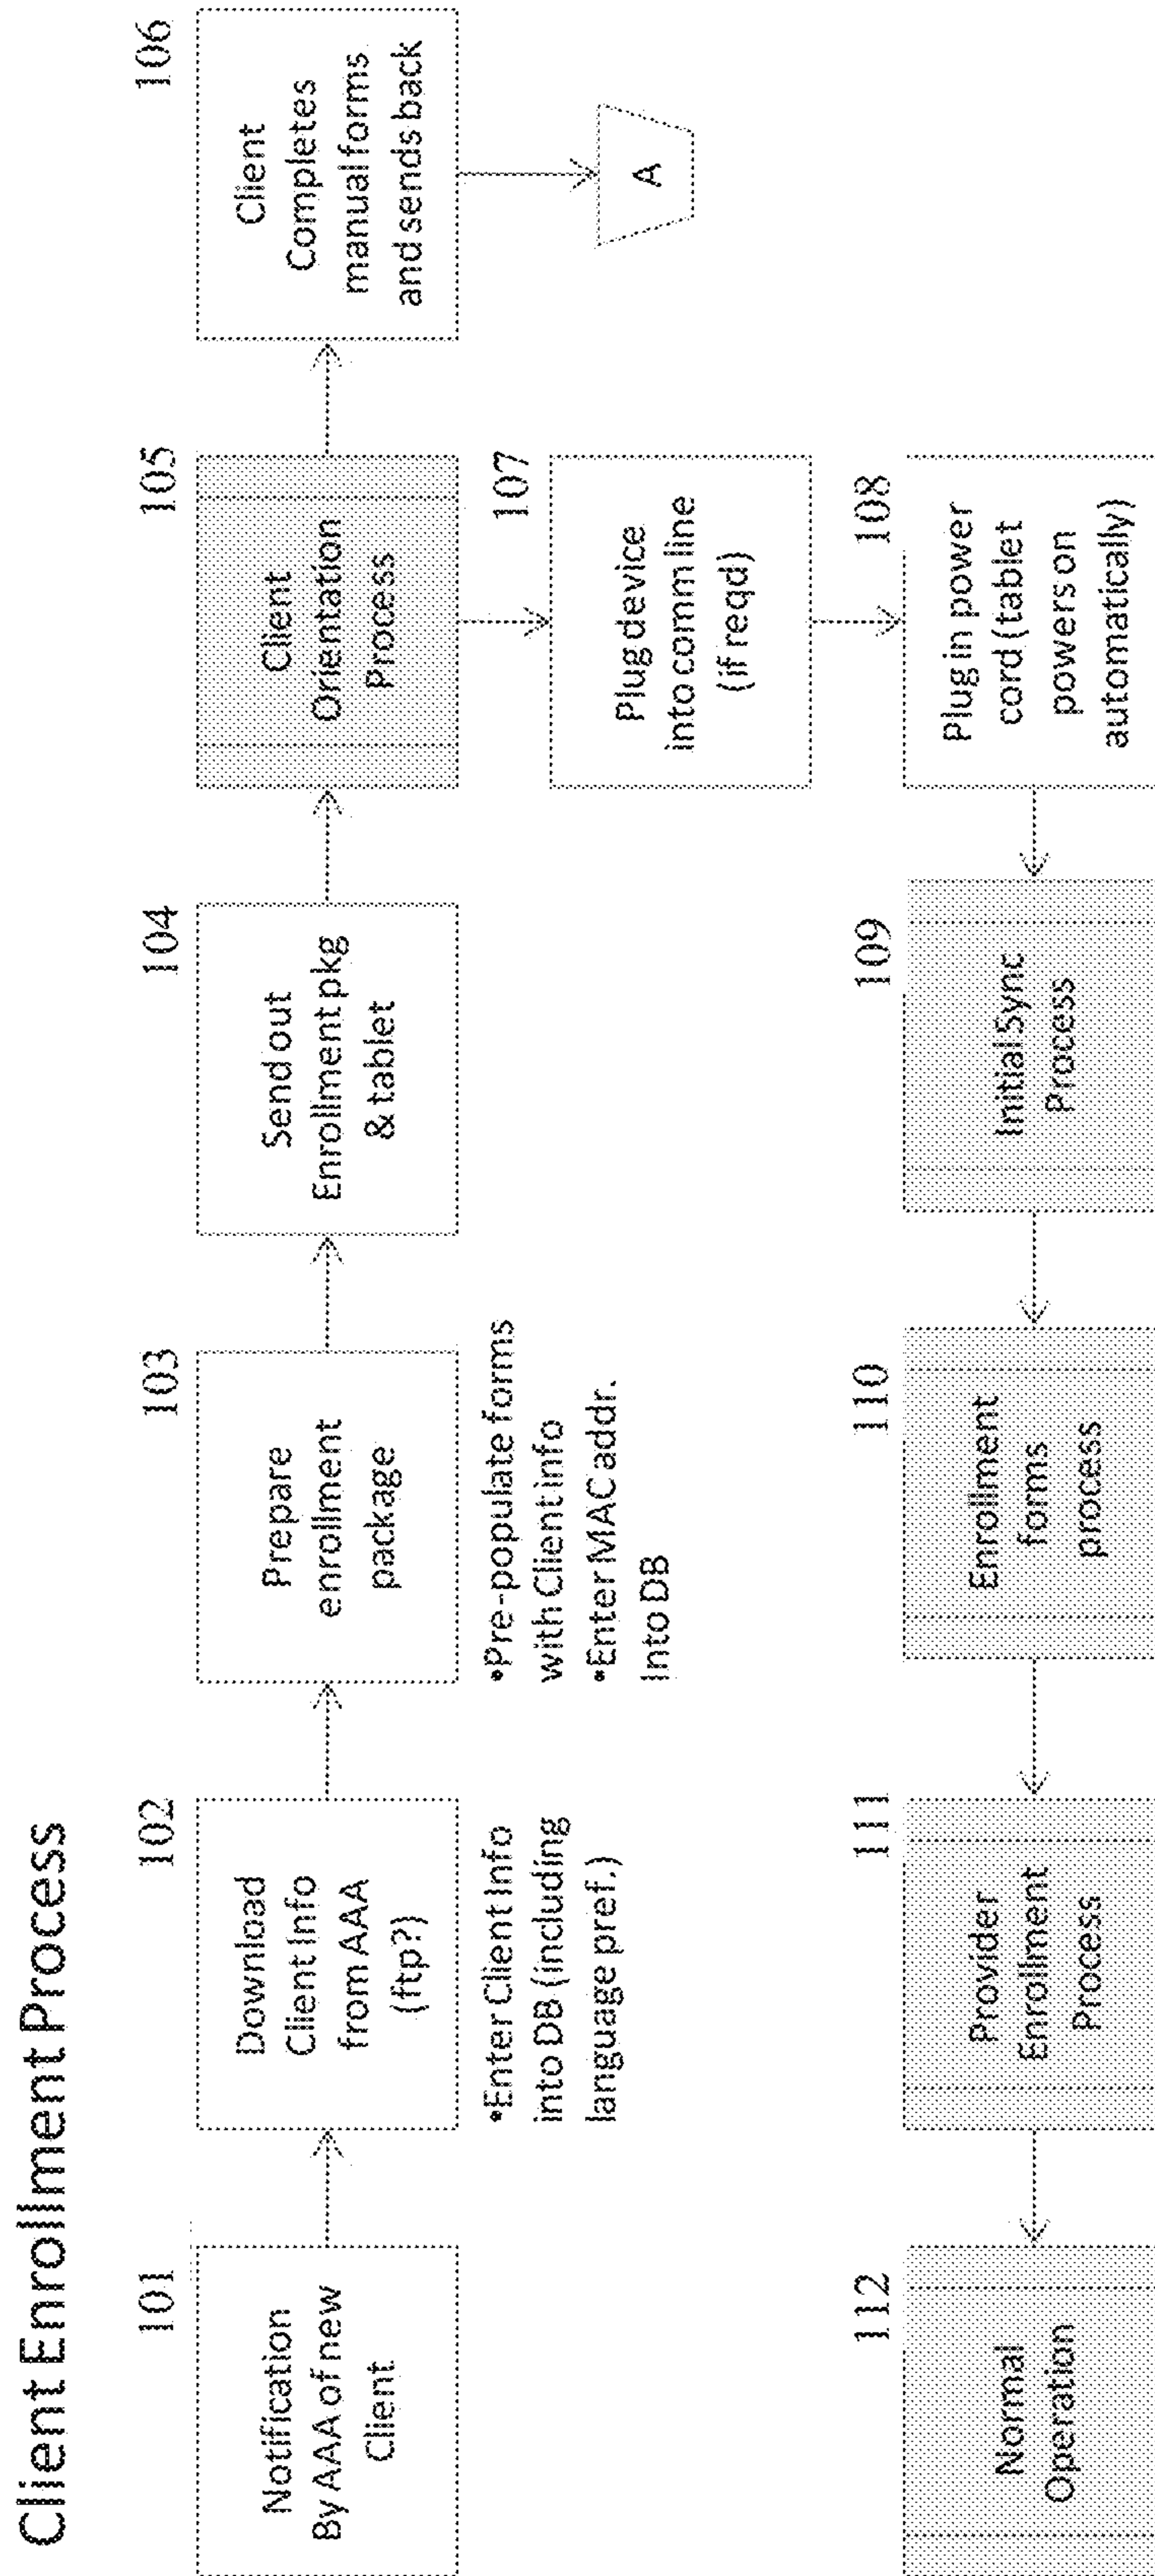 Client Enrollment Process
101
Notification
By AAA of new
Client
102
Download
Client Info
from AAA
(ftp?)
•Enter Client Info
into DB (including
language pref.)
103
Prepare
enrollment
package
•Pre-populate forms
with Client info
•Enter MAC addr.
Into DB
104
Send out
Enrollment pkg
& tablet
105
Client
Orientation
Process
106
Client
Completes
manual forms
and sends back
A
107
Plug device
into comm line
(if reqd)
108
Plug in power
cord (tablet
powers on
automatically)
109
Initial Sync
Process
110
Enrollment
forms
process
111
Provider
Enrollment
Process
112
Normal
Operation